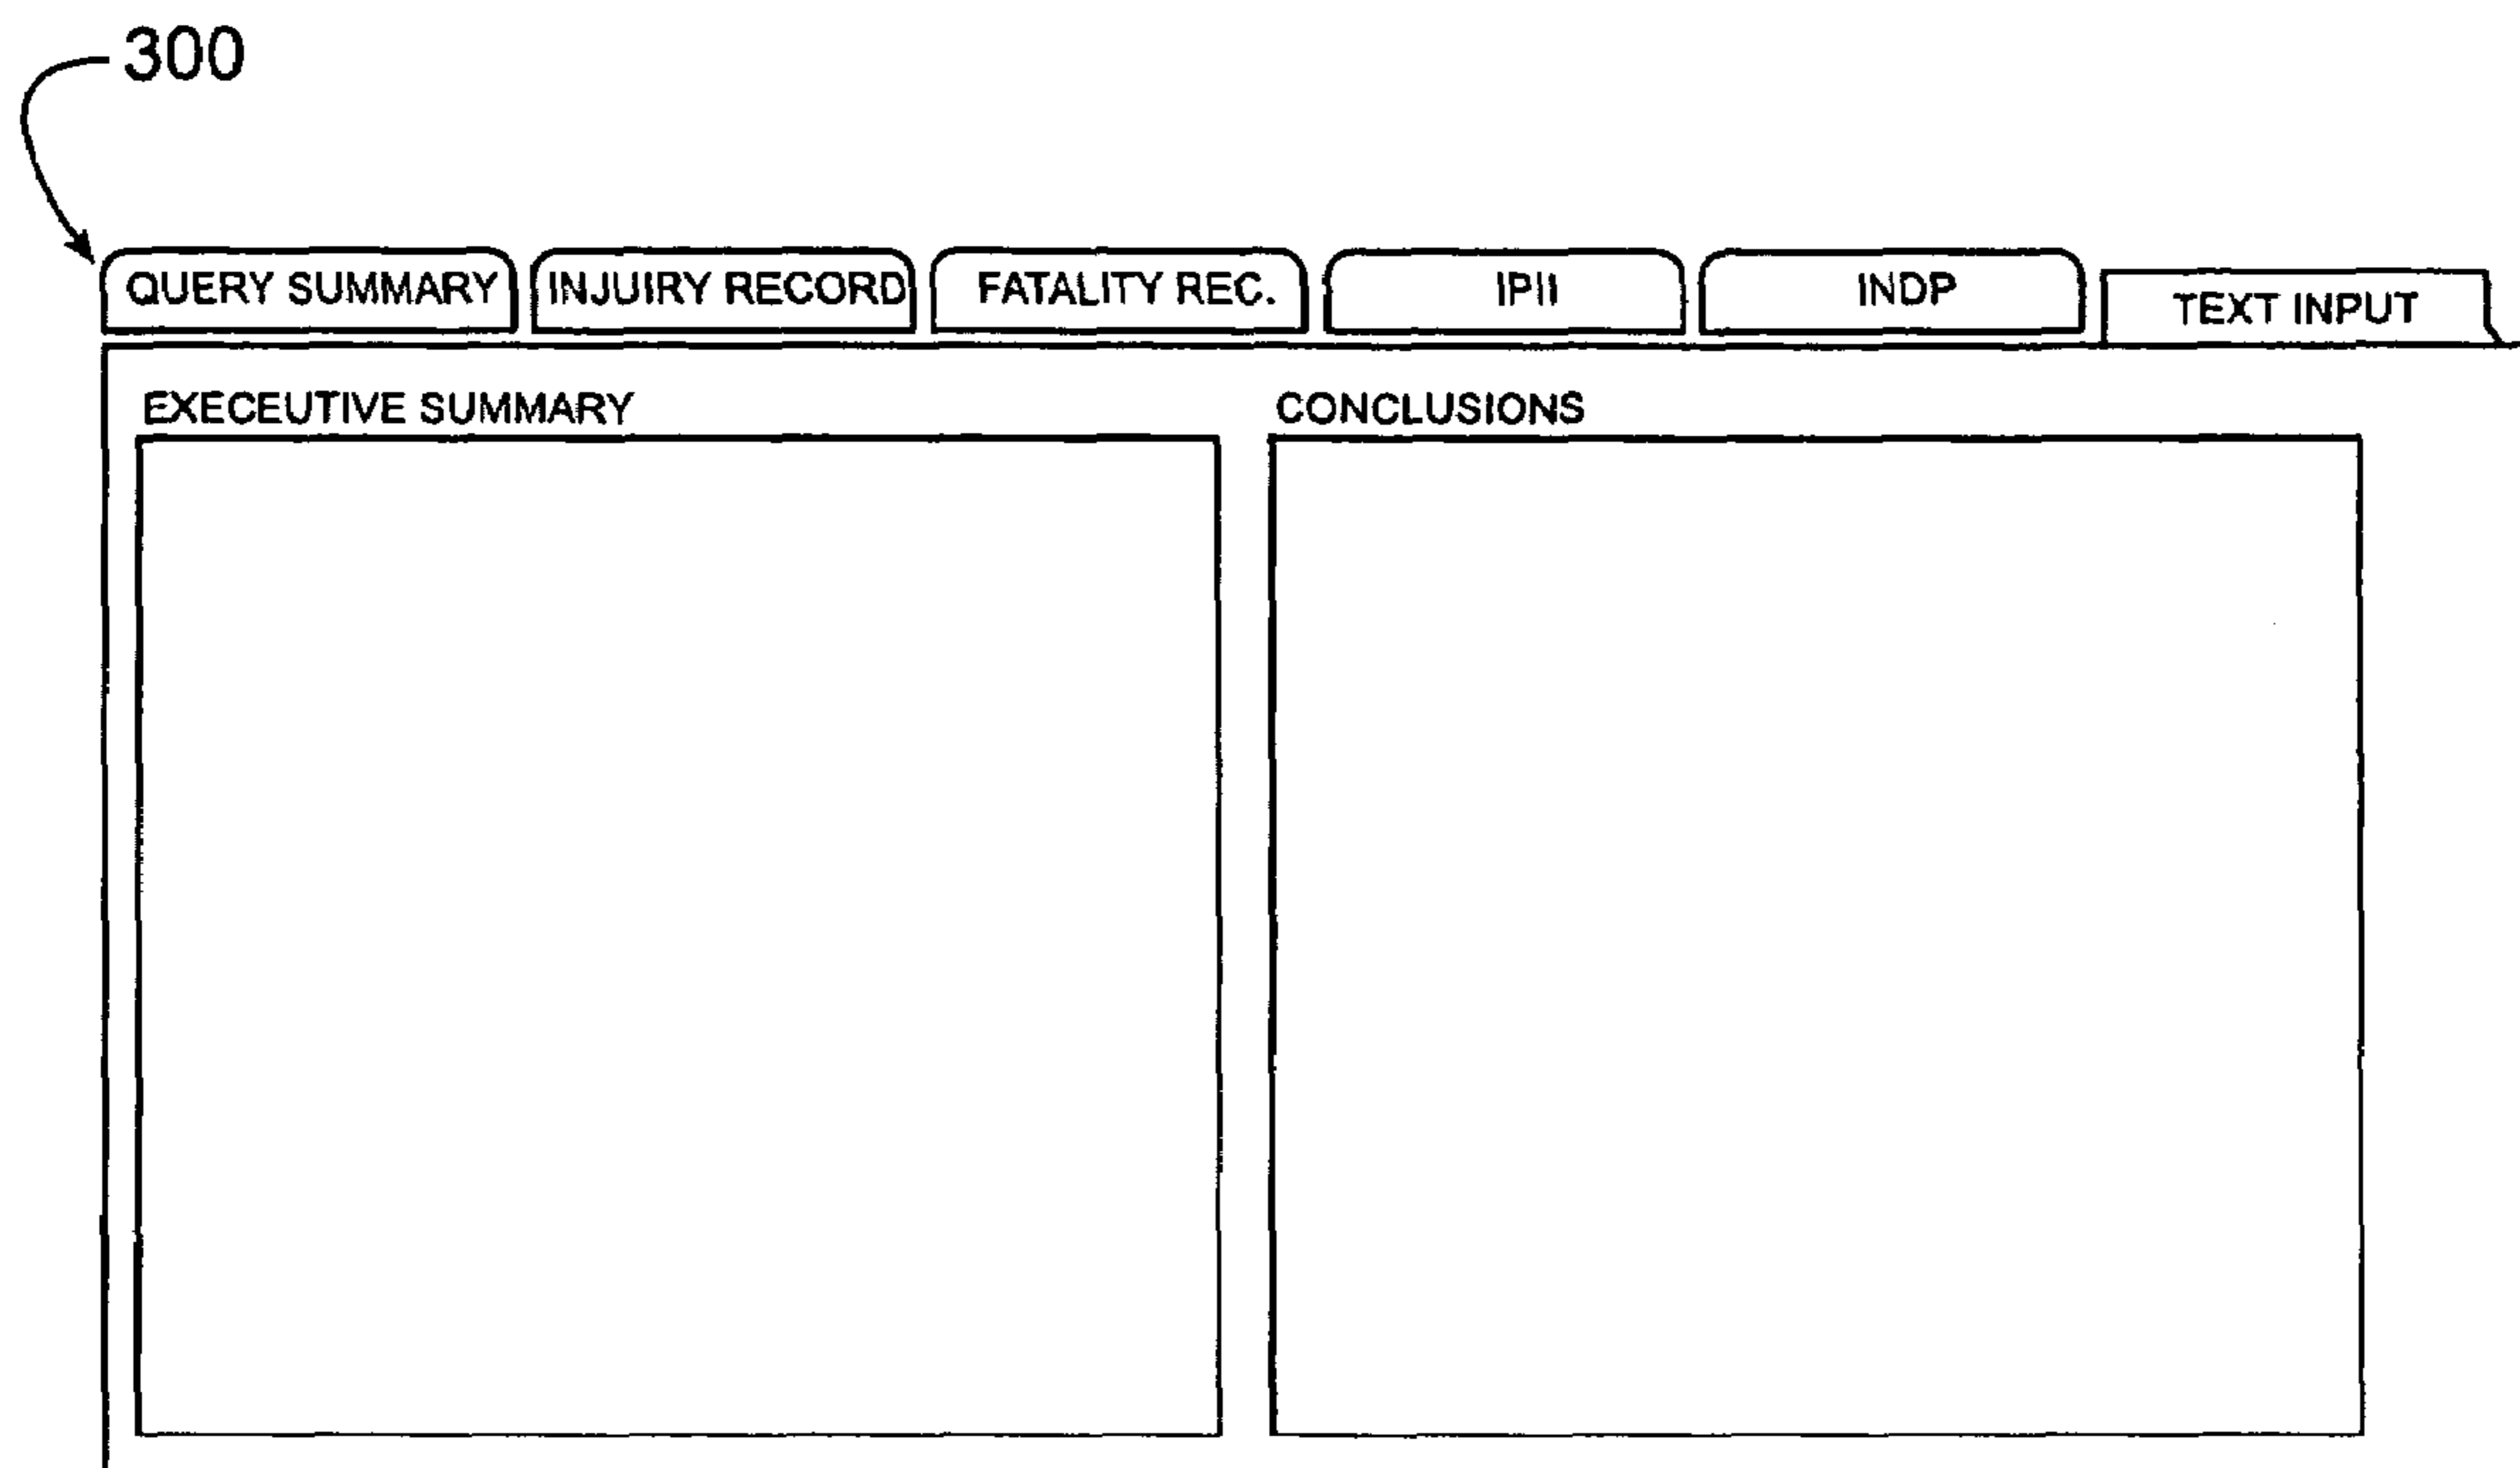 300
QUERY SUMMARY INJUIRY RECORD FATALITY REC. IPII INDP TEXT INPUT
EXECEUTIVE SUMMARY CONCLUSIONS